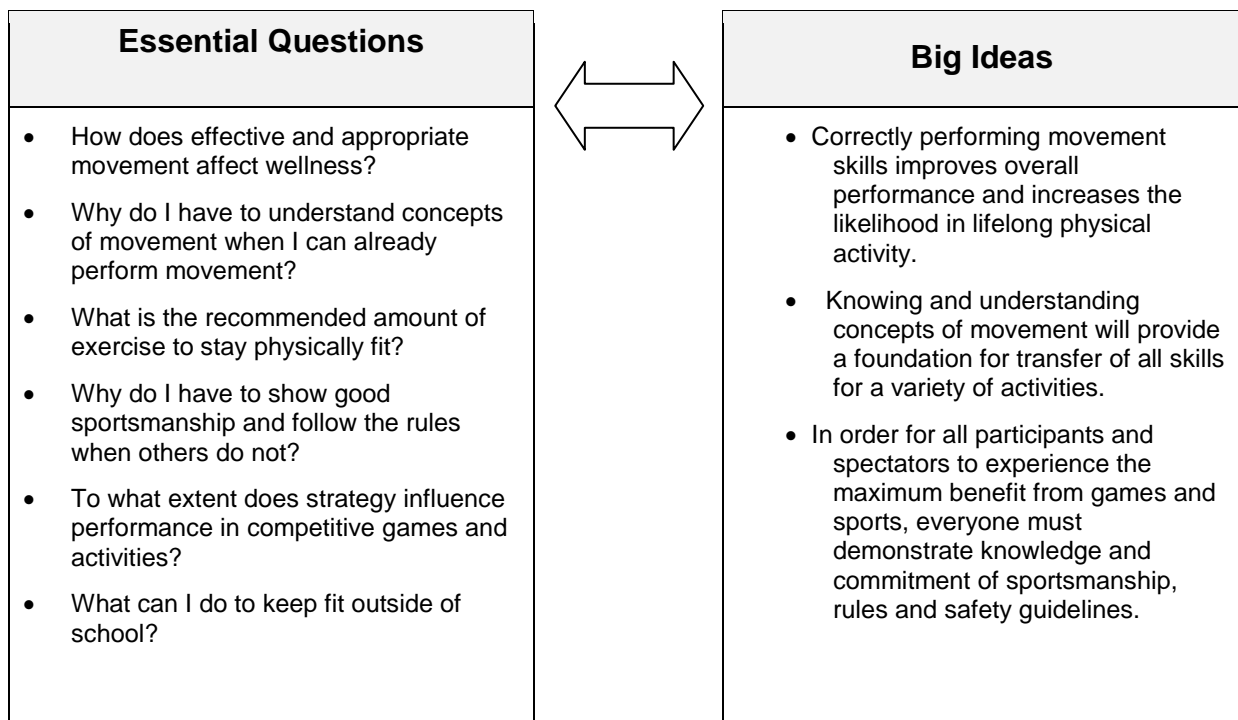 Essential Questions
• How does effective and appropriate
movement affect wellness?
• Why do I have to understand concepts
of movement when I can already
perform movement?
• What is the recommended amount of
exercise to stay physically fit?
• Why do I have to show good
sportsmanship and follow the rules
when others do not?
• To what extent does strategy influence
performance in competitive games and
activities?
• What can I do to keep fit outside of
school?
Big Ideas
• Correctly performing movement
skills improves overall
performance and increases the
likelihood in lifelong physical
activity.
• Knowing and understanding
concepts of movement will provide
a foundation for transfer of all skills
for a variety of activities.
• In order for all participants and
spectators to experience the
maximum benefit from games and
sports, everyone must
demonstrate knowledge and
commitment of sportsmanship,
rules and safety guidelines.